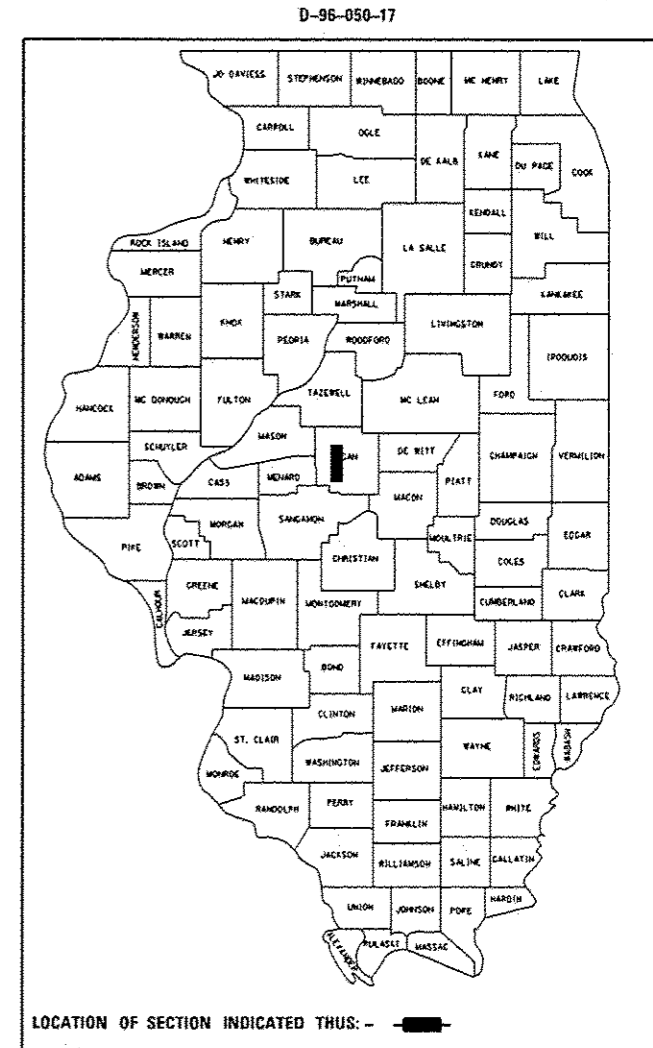 D-96-050-17
JO DAVIESS STEPHENSON WINNEBAGO BOONE MC HENRY LAKE
CARROLL OGLE DE KALB KANE DU PAGE COOK
WHITESIDE LEE
KENDALL
ROCK ISLAND HENRY BUREAU LA SALLE GRUNDY WILL
MERCER PUTNAM KANKAKEE
STARK MARSHALL
HENDERSON WARREN KNOX PEORIA WOODFORD LIVINGSTON IROQUOIS
HANCOCK MC DONOUGH FULTON TAZEWELL MC LEAN FORD
MASON
SCHUYLER DE WITT CHAMPAIGN VERMILION
ADAMS BROWN CASS MENARD GAN PIATT
MACON
MORGAN SANGAMON DOUGLAS
PIKE SCOTT MOULTRIE EDGAR
CHRISTIAN COLES
GREENE SHELBY CLARK
CALHOUN MACOUPIN MONTGOMERY CUMBERLAND
JERSEY
FAYETTE EFFINGHAM JASPER CRAWFORD
BOND
MADISON CLAY
RICHLAND LAWRENCE
CLINTON MARION
ST. CLAIR WAYNE EDWARDS WABASH
WASHINGTON JEFFERSON
MONROE
RANDOLPH PERRY HAMILTON WHITE
FRANKLIN
JACKSON
WILLIAMSON SALINE GALLATIN
HARDIN
UNION JOHNSON POPE
ALEXANDER PULASKI MASSAC
LOCATION OF SECTION INDICATED THUS: -